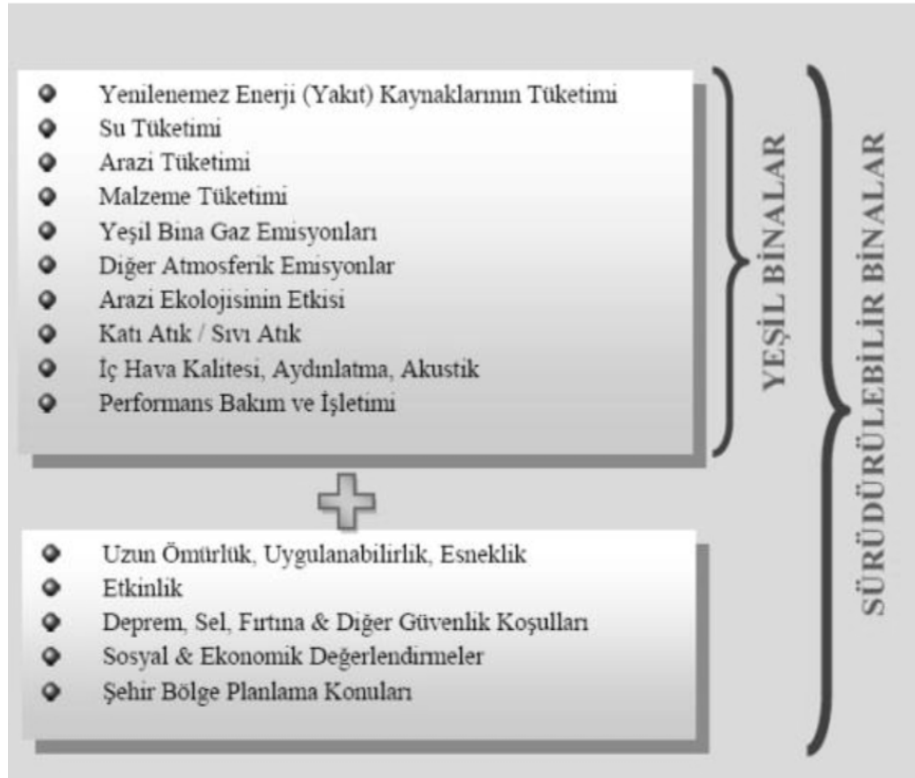 Yenilenemez Enerji (Yakıt) Kaynaklarının Tüketimi
Su Tüketimi
Arazi Tüketimi
Malzeme Tüketimi
Yeşil Bina Gaz Emisyonları
Diğer Atmosferik Emisyonlar
Arazi Ekolojisinin Etkisi
Katı Atık / Sıvı Atık
İç Hava Kalitesi, Aydınlatma, Akustik
Performans Bakım ve İşletimi
YEŞİL BİNALAR
Uzun Ömürlük, Uygulanabilirlik, Esneklik
Etkinlik
Deprem, Sel, Fırtına & Diğer Güvenlik Koşulları
Sosyal & Ekonomik Değerlendirmeler
Şehir Bölge Planlama Konuları
SÜRDÜRÜLEBİLİR BİNALAR